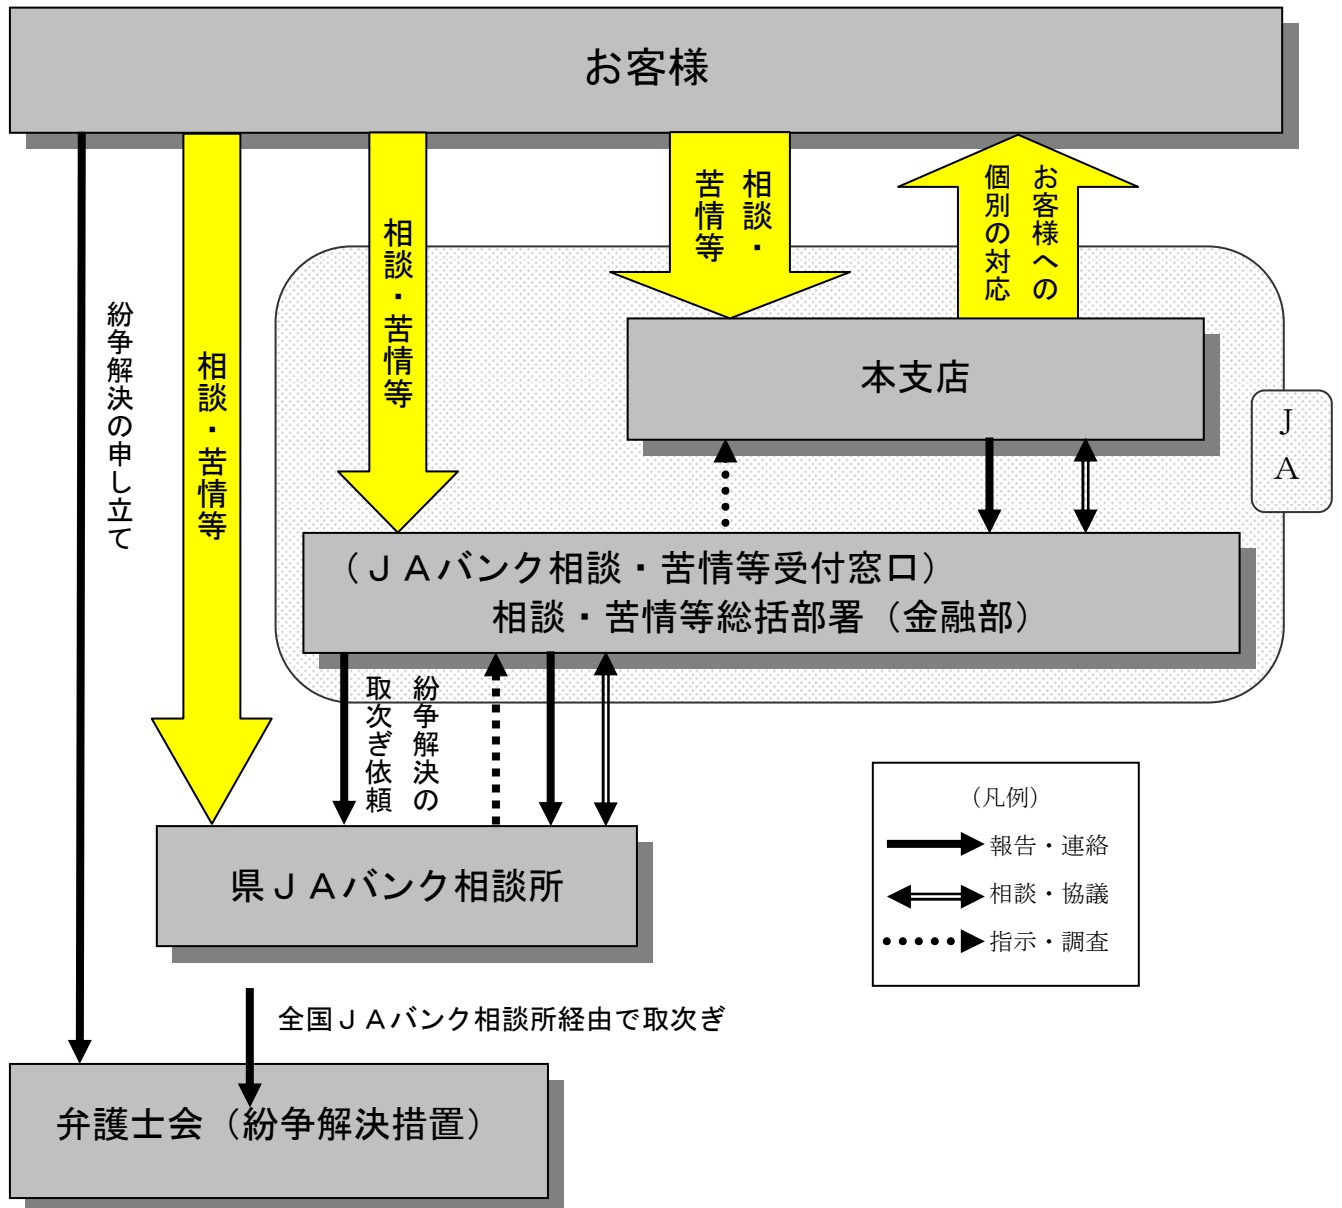 お客様
紛争解決の申し立て
相談・苦情等
相談・苦情等
相談・
苦情等
お客様への
個別の対応
本支店
ＪＡ
（ＪＡバンク相談・苦情等受付窓口）
相談・苦情等総括部署（金融部）
紛争解決の
取次ぎ依頼
県ＪＡバンク相談所
（凡例）
報告・連絡
相談・協議
指示・調査
全国ＪＡバンク相談所経由で取次ぎ
弁護士会（紛争解決措置）